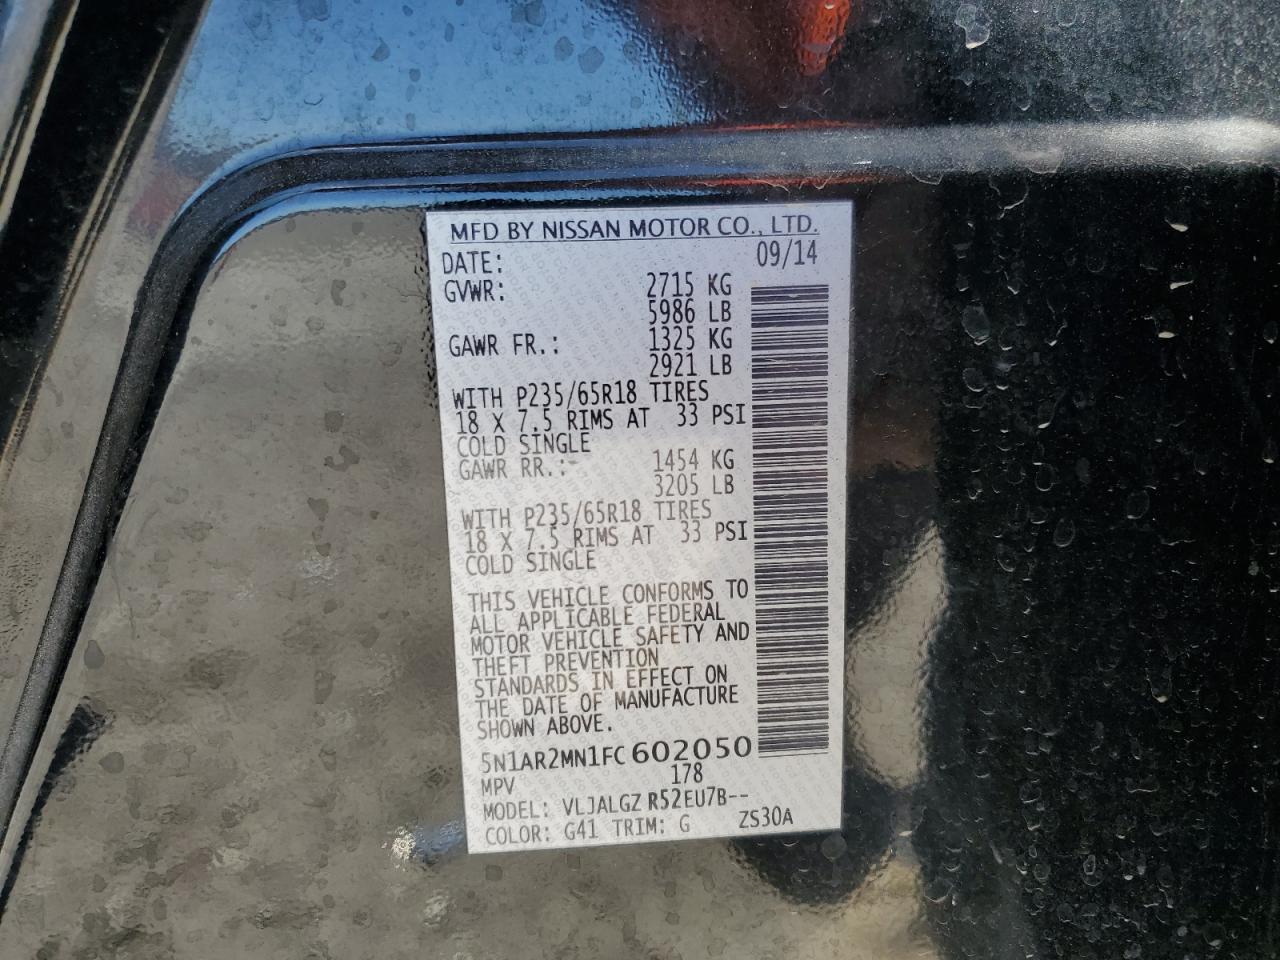 MFD BY NISSAN MOTOR CO., LTD.
DATE: 09/14
GVWR: 2715 KG
5986 LB
GAWR FR.: 1325 KG
2921 LB
WITH P235/65R18 TIRES
18 X 7.5 RIMS AT 33 PSI
COLD SINGLE
GAWR RR.: 1454 KG
3205 LB
WITH P235/65R18 TIRES
18 X 7.5 RIMS AT 33 PSI
COLD SINGLE
THIS VEHICLE CONFORMS TO
ALL APPLICABLE FEDERAL
MOTOR VEHICLE SAFETY AND
THEFT PREVENTION
STANDARDS IN EFFECT ON
THE DATE OF MANUFACTURE
SHOWN ABOVE.
5N1AR2MN1FC602050
MPV 178
MODEL: VLJALGZ R52EU7B--
COLOR: G41 TRIM: G ZS30A